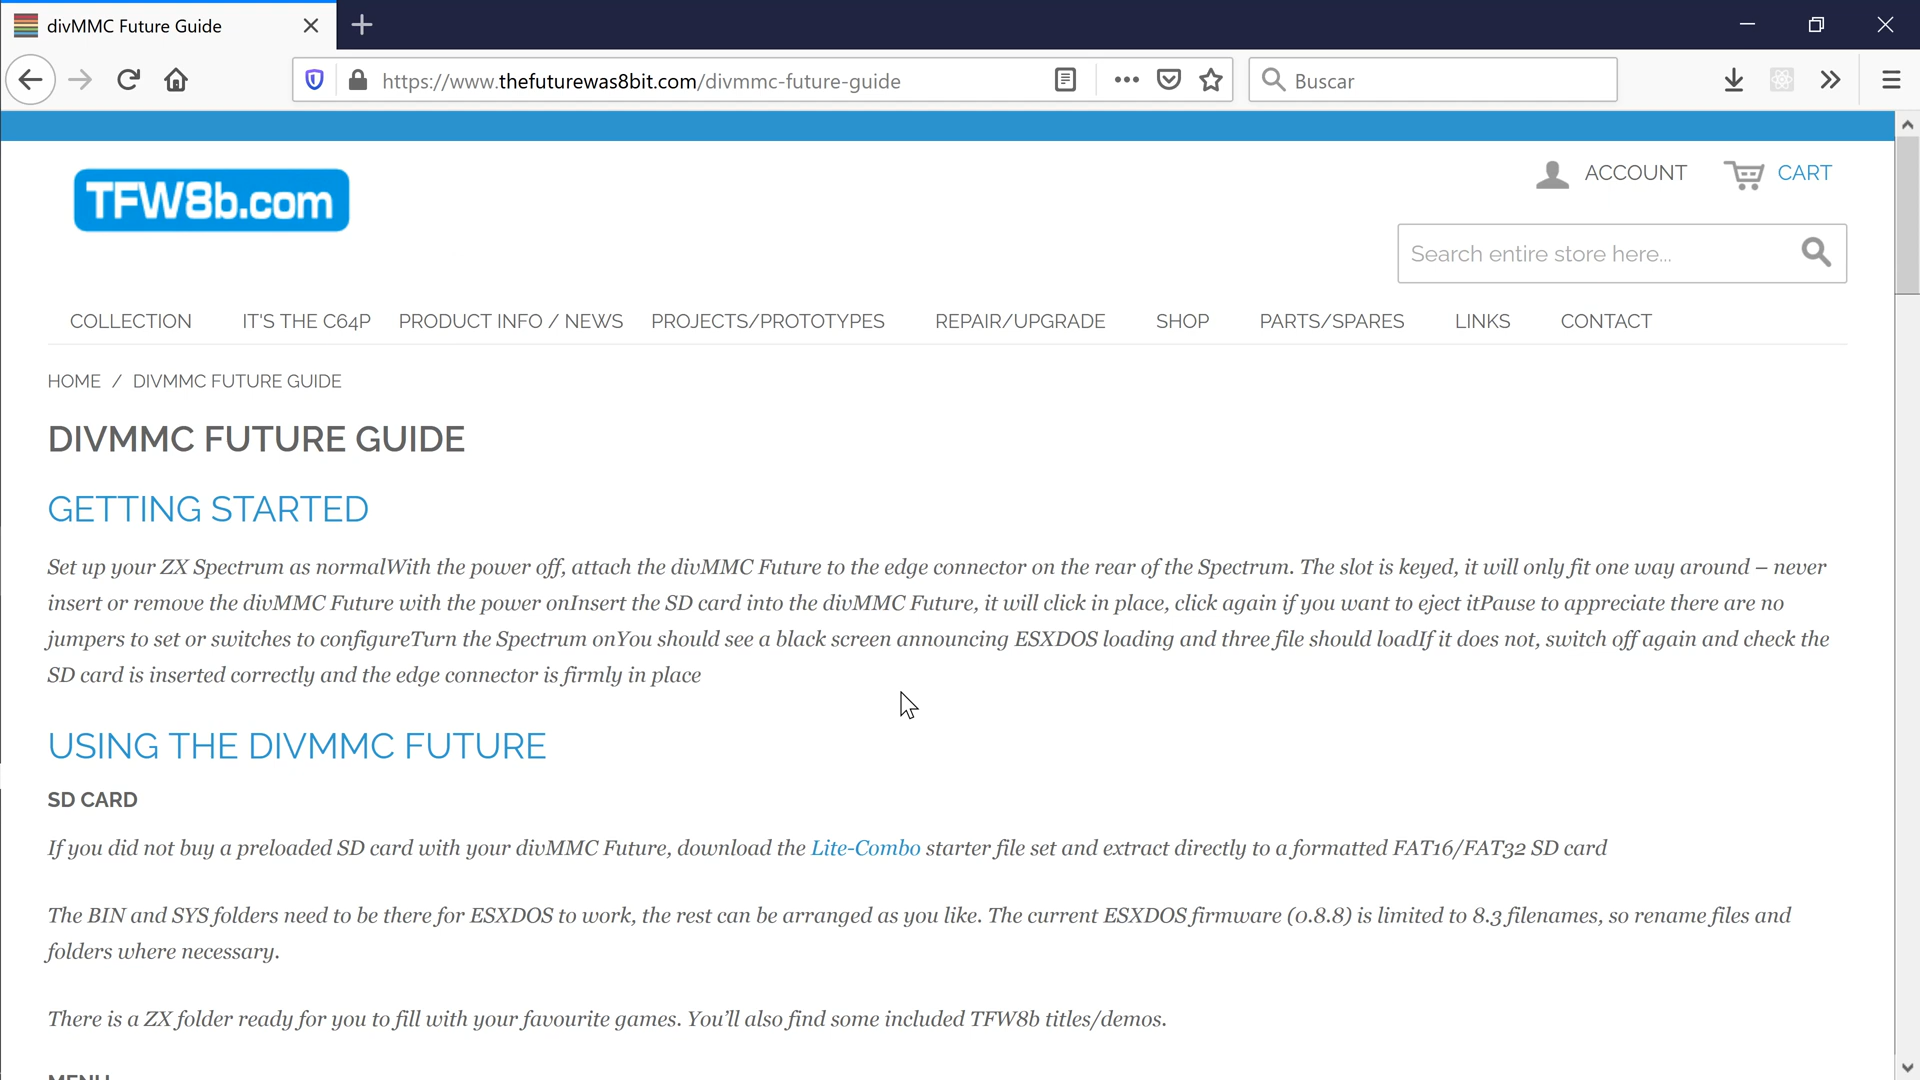 divMMC Future Guide
https://www.thefuturewas8bit.com/divmmc-future-guide
Buscar
TFW8b.com
ACCOUNT
CART
Search entire store here...
COLLECTION IT'S THE C64P PRODUCT INFO / NEWS PROJECTS/PROTOTYPES REPAIR/UPGRADE SHOP PARTS/SPARES LINKS CONTACT
HOME / DIVMMC FUTURE GUIDE
DIVMMC FUTURE GUIDE
GETTING STARTED
Set up your ZX Spectrum as normalWith the power off, attach the divMMC Future to the edge connector on the rear of the Spectrum. The slot is keyed, it will only fit one way around – never
insert or remove the divMMC Future with the power onInsert the SD card into the divMMC Future, it will click in place, click again if you want to eject itPause to appreciate there are no
jumpers to set or switches to configureTurn the Spectrum onYou should see a black screen announcing ESXDOS loading and three file should loadIf it does not, switch off again and check the
SD card is inserted correctly and the edge connector is firmly in place
USING THE DIVMMC FUTURE
SD CARD
If you did not buy a preloaded SD card with your divMMC Future, download the Lite-Combo starter file set and extract directly to a formatted FAT16/FAT32 SD card
The BIN and SYS folders need to be there for ESXDOS to work, the rest can be arranged as you like. The current ESXDOS firmware (0.8.8) is limited to 8.3 filenames, so rename files and
folders where necessary.
There is a ZX folder ready for you to fill with your favourite games. You'll also find some included TFW8b titles/demos.
MENU